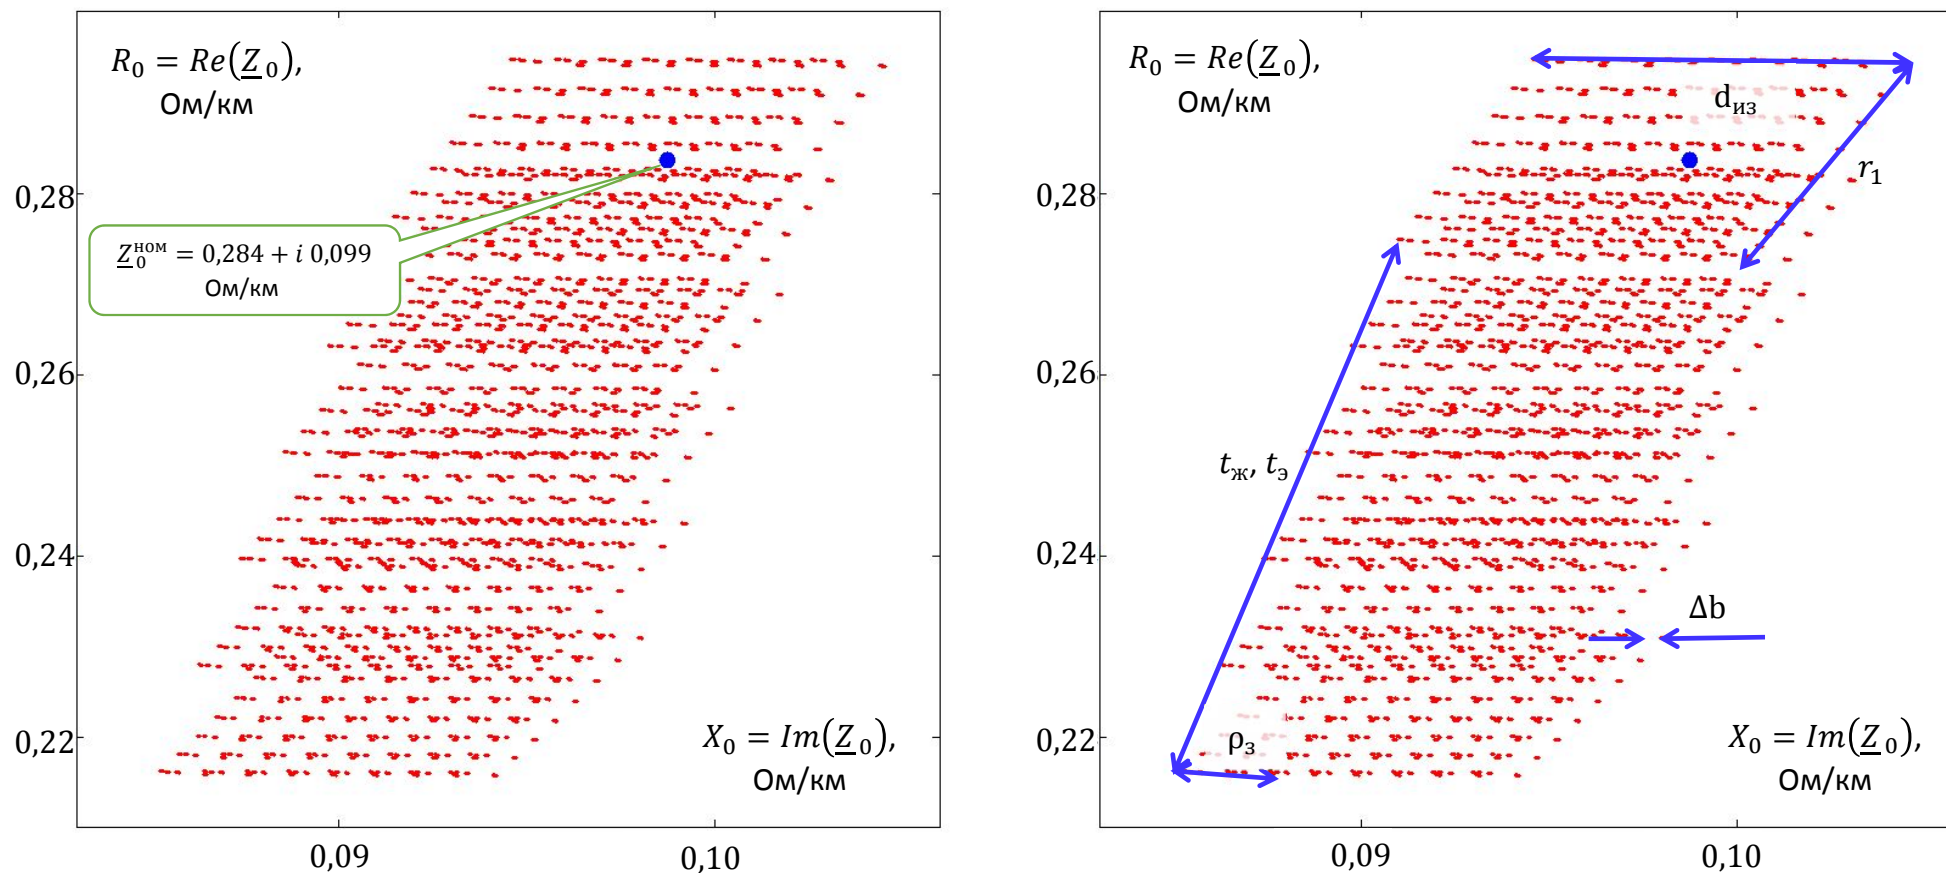 R₀ = Re(Z₀),
Ом/км
0,28
Z₀ⁿᵒᵐ = 0,284 + i 0,099
Ом/км
0,26
0,24
0,22
X₀ = Im(Z₀),
Ом/км
0,09
0,10
R₀ = Re(Z₀),
Ом/км
dиз
r₁
0,28
0,26
tж, tэ
0,24
Δb
0,22
ρз
X₀ = Im(Z₀),
Ом/км
0,09
0,10